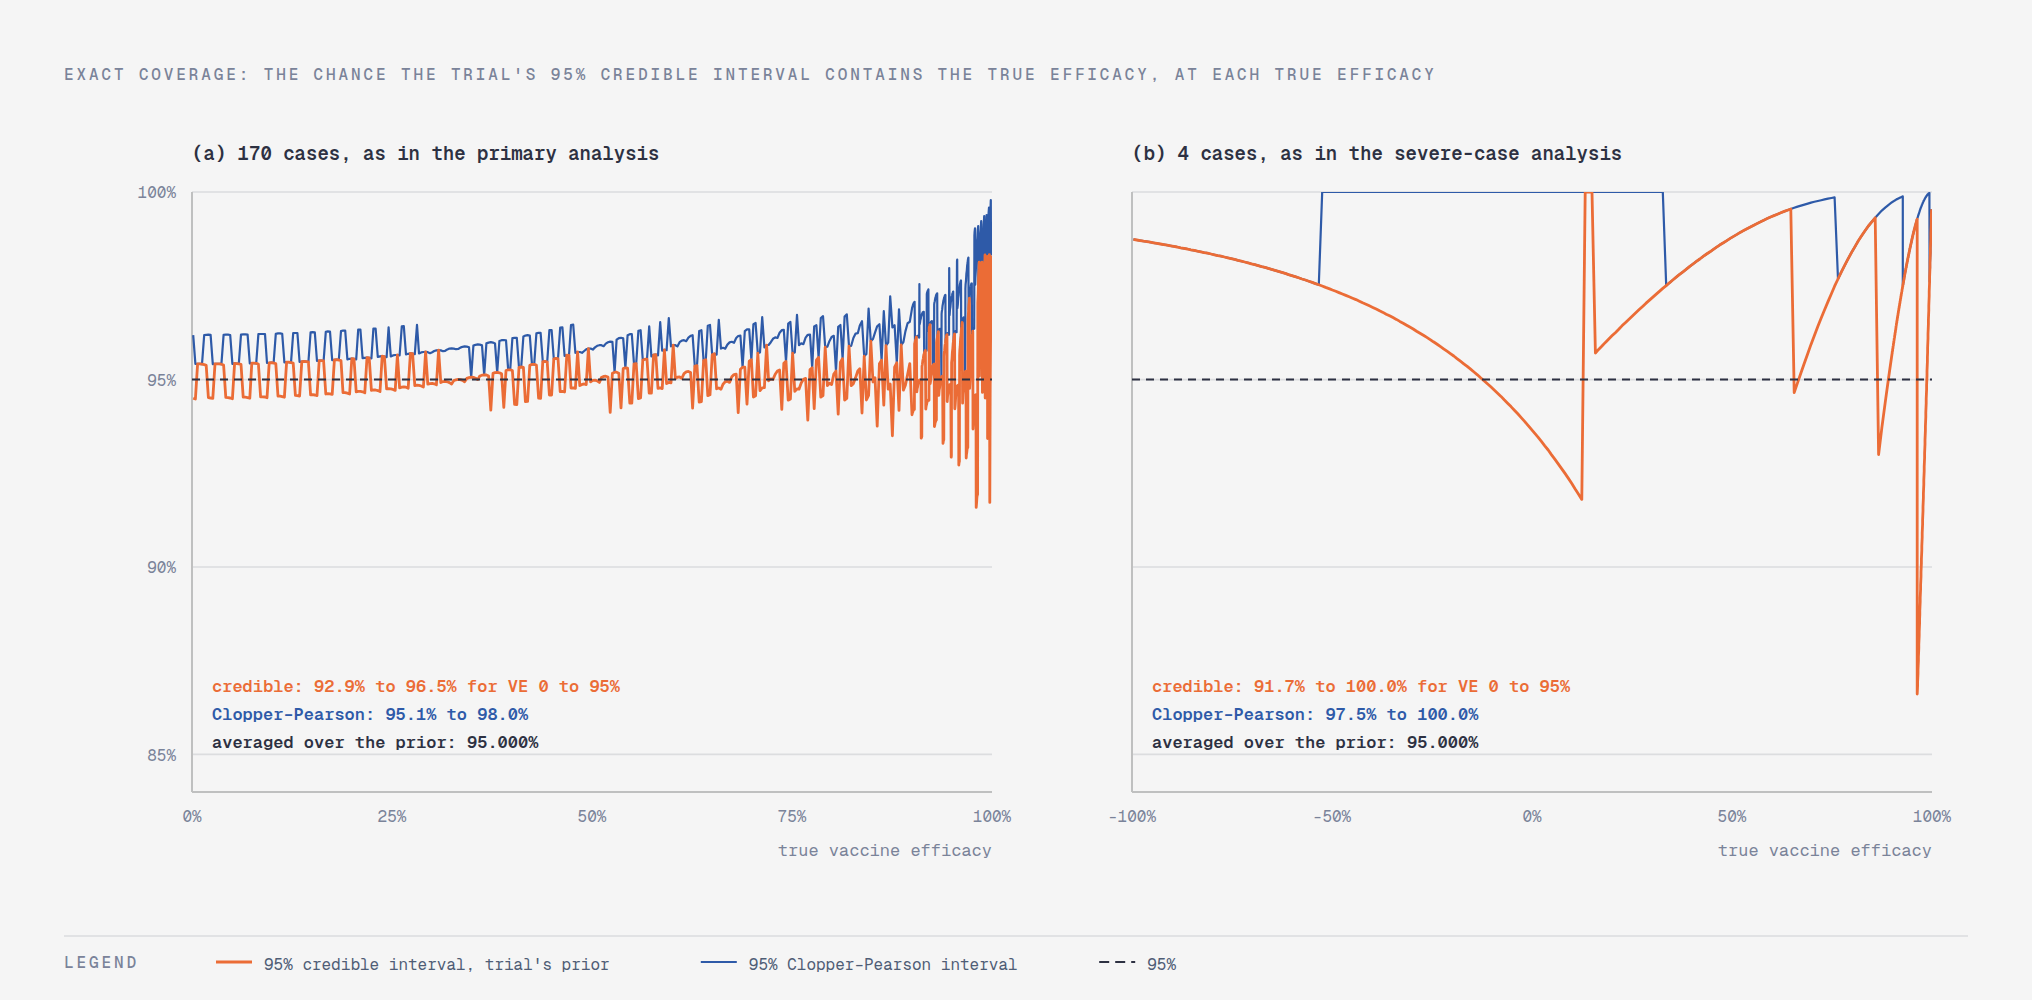 EXACT COVERAGE: THE CHANCE THE TRIAL'S 95% CREDIBLE INTERVAL CONTAINS THE TRUE EFFICACY, AT EACH TRUE EFFICACY
(a) 170 cases, as in the primary analysis
100%
95%
90%
85%
credible: 92.9% to 96.5% for VE 0 to 95%
Clopper-Pearson: 95.1% to 98.0%
averaged over the prior: 95.000%
0% 25% 50% 75% 100%
true vaccine efficacy
(b) 4 cases, as in the severe-case analysis
credible: 91.7% to 100.0% for VE 0 to 95%
Clopper-Pearson: 97.5% to 100.0%
averaged over the prior: 95.000%
-100% -50% 0% 50% 100%
true vaccine efficacy
LEGEND 95% credible interval, trial's prior 95% Clopper-Pearson interval 95%